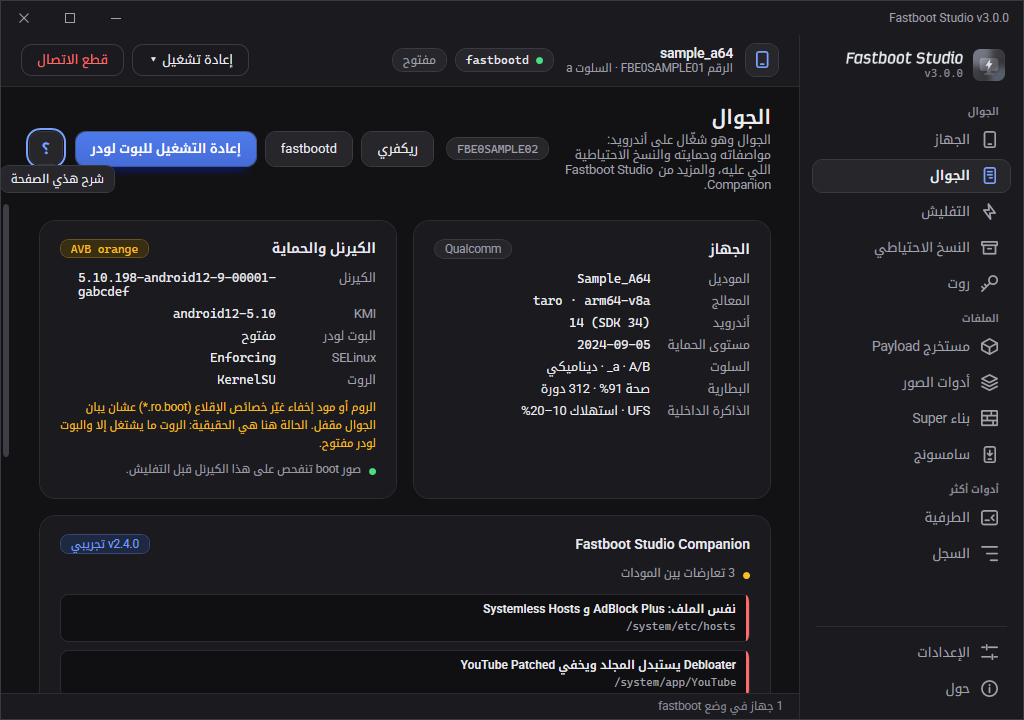 Fastboot Studio v3.0.0
Fastboot Studio
v3.0.0
الجوال
الجهاز
الجوال
التفليش
النسخ الاحتياطي
روت
الملفات
مستخرج Payload
أدوات الصور
بناء Super
سامسونج
أدوات أكثر
الطرفية
السجل
الإعدادات
حول
sample_a64
الرقم FBE0SAMPLE01 · السلوت a
fastbootd
مفتوح
إعادة تشغيل
قطع الاتصال
الجوال
الجوال وهو شغّال على أندرويد:
مواصفاته وحمايته والنسخ الاحتياطية
اللي عليه، والمزيد من Fastboot Studio
Companion.
FBE0SAMPLE02
ريكفري
fastbootd
إعادة التشغيل للبوت لودر
؟
شرح هذي الصفحة
الجهاز
Qualcomm
الموديل Sample_A64
المعالج taro · arm64-v8a
أندرويد 14 (SDK 34)
مستوى الحماية 2024-09-05
السلوت A/B · _a · ديناميكي
البطارية صحة 91% · 312 دورة
الذاكرة الداخلية UFS · استهلاك 10–20%
الكيرنل والحماية
AVB orange
الكيرنل 5.10.198-android12-9-00001-
gabcdef
KMI android12-5.10
البوت لودر مفتوح
SELinux Enforcing
الروت KernelSU
الروم أو مود إخفاء غيّر خصائص الإقلاع (ro.boot.*) عشان يبان
الجوال مقفل. الحالة هنا هي الحقيقية: الروت ما يشتغل إلا والبوت
لودر مفتوح.
صور boot تنفحص على هذا الكيرنل قبل التفليش.
Fastboot Studio Companion
v2.4.0 تجريبي
3 تعارضات بين المودات
نفس الملف: AdBlock Plus و Systemless Hosts
/system/etc/hosts
Debloater يستبدل المجلد ويخفي YouTube Patched
/system/app/YouTube
1 جهاز في وضع fastboot